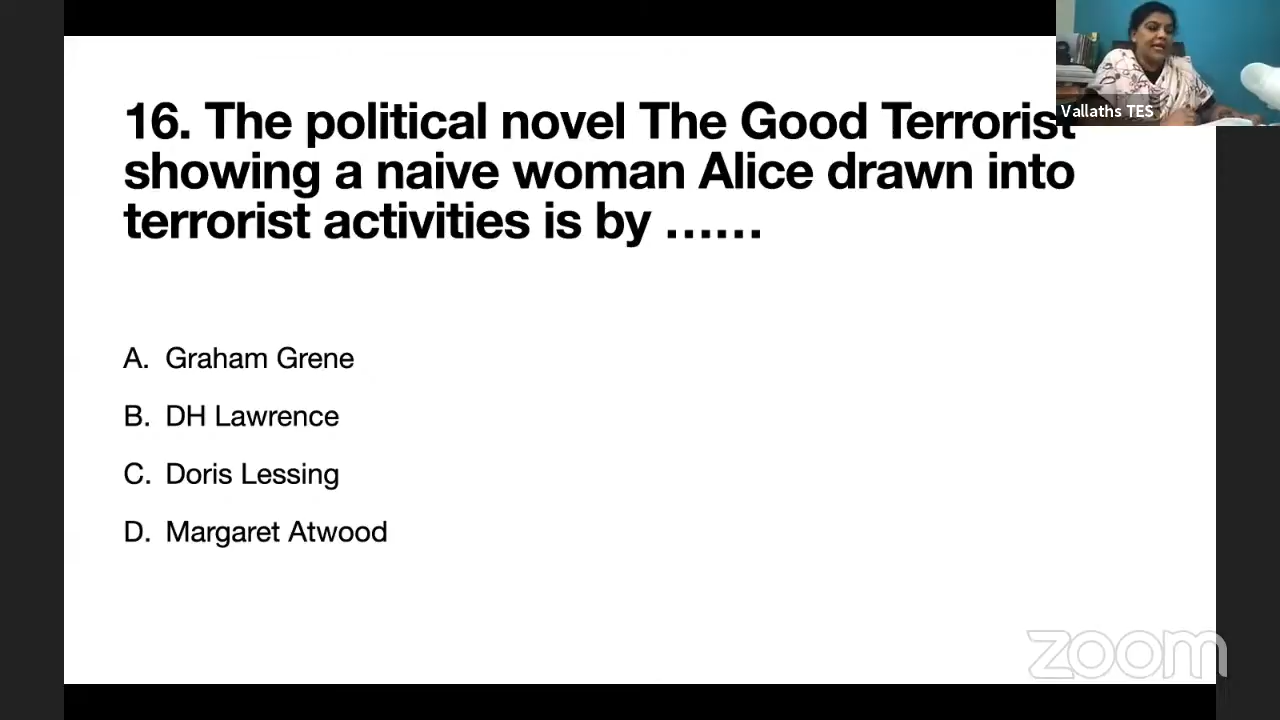 16. The political novel The Good Terrorist
showing a naive woman Alice drawn into
terrorist activities is by ......
A. Graham Grene
B. DH Lawrence
C. Doris Lessing
D. Margaret Atwood
Vallaths TES
zoom